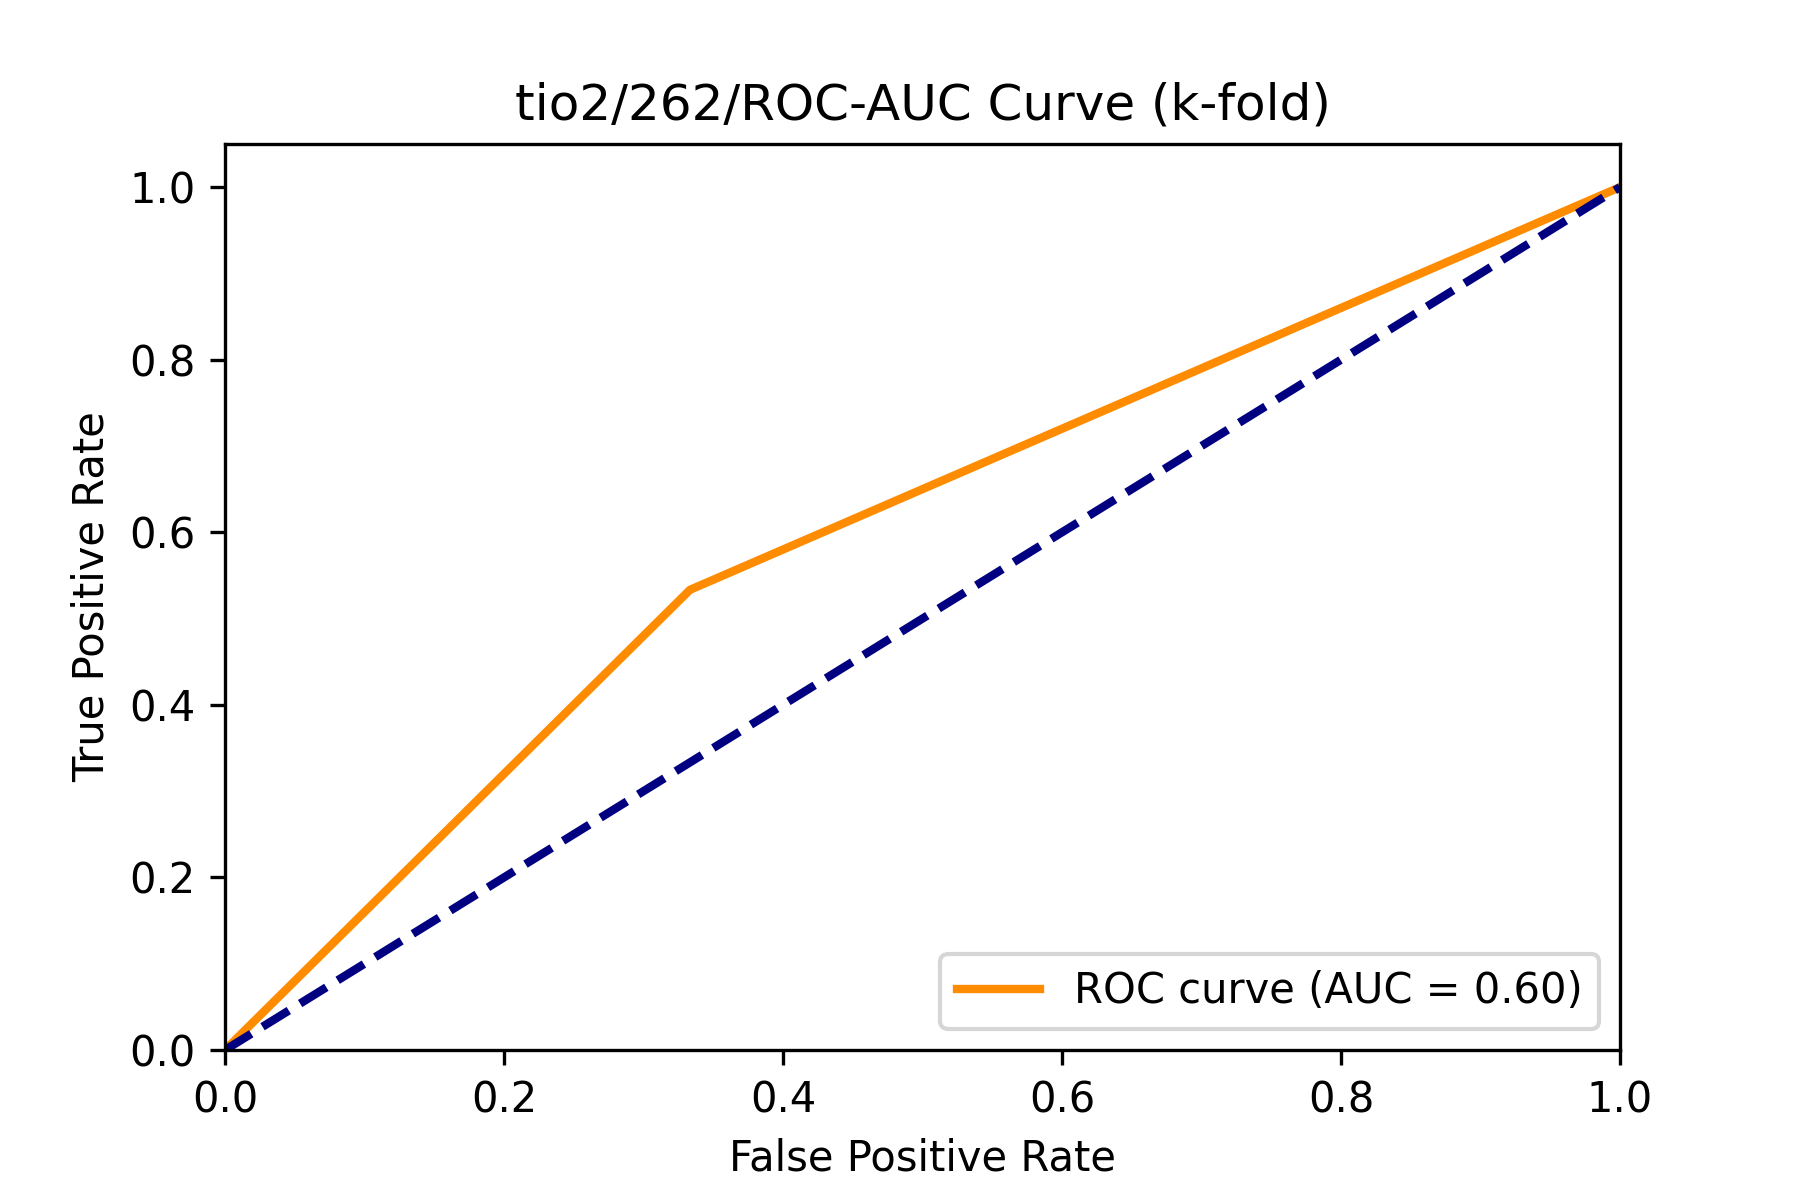 tio2/262/ROC-AUC Curve (k-fold)
1.0
0.8
0.6
0.4
0.2
0.0
True Positive Rate
ROC curve (AUC = 0.60)
0.0 0.2 0.4 0.6 0.8 1.0
False Positive Rate